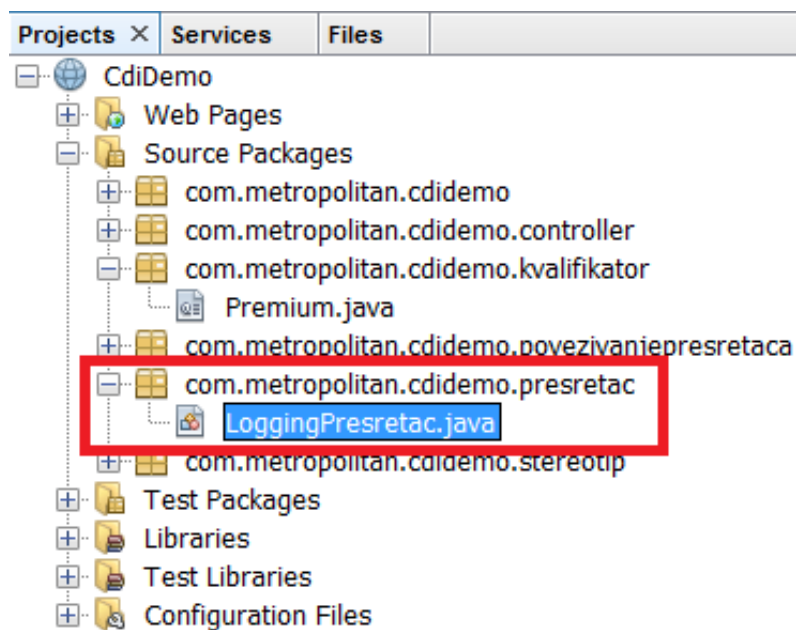 Projects × Services Files
CdiDemo
Web Pages
Source Packages
com.metropolitan.cdidemo
com.metropolitan.cdidemo.controller
com.metropolitan.cdidemo.kvalifikator
Premium.java
com.metropolitan.cdidemo.povezivanjepresretaca
com.metropolitan.cdidemo.presretac
LoggingPresretac.java
com.metropolitan.cdidemo.stereotip
Test Packages
Libraries
Test Libraries
Configuration Files